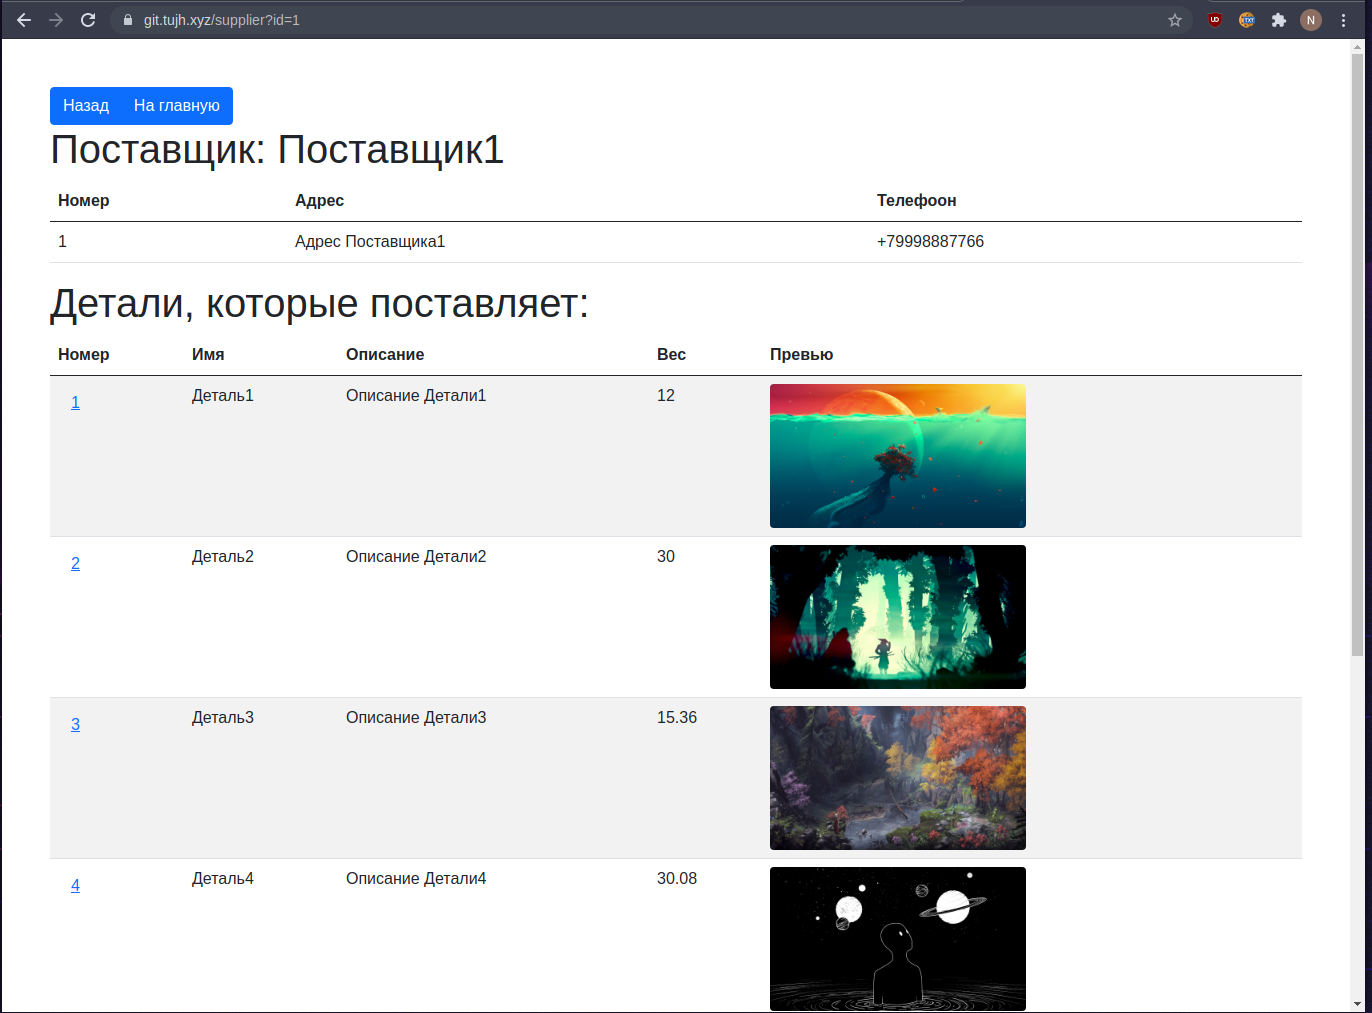 git.tujh.xyz/supplier?id=1
N
Назад На главную
Поставщик: Поставщик1
Номер Адрес Телефоон
1 Адрес Поставщика1 +79998887766
Детали, которые поставляет:
Номер Имя Описание Вес Превью
1 Деталь1 Описание Детали1 12
2 Деталь2 Описание Детали2 30
3 Деталь3 Описание Детали3 15.36
4 Деталь4 Описание Детали4 30.08